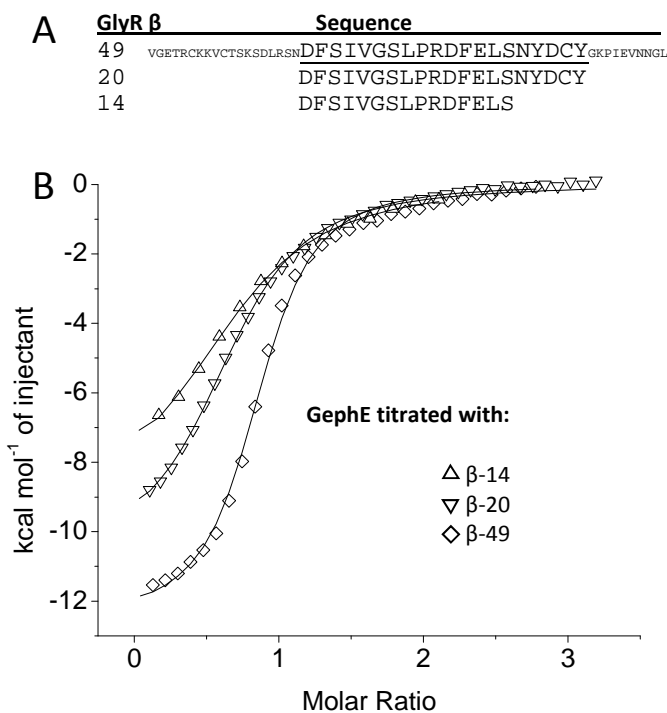 A
GlyR β Sequence
49 VGETRCKKVCTSKSDLRSNDFSIVGSLPRDFELSNYDCYGKPIEVNNGL
20 DFSIVGSLPRDFELSNYDCY
14 DFSIVGSLPRDFELS
B
0
-2
-4
-6
-8
-10
-12
kcal mol⁻¹ of injectant
GephE titrated with:
β-14
β-20
β-49
0 1 2 3
Molar Ratio